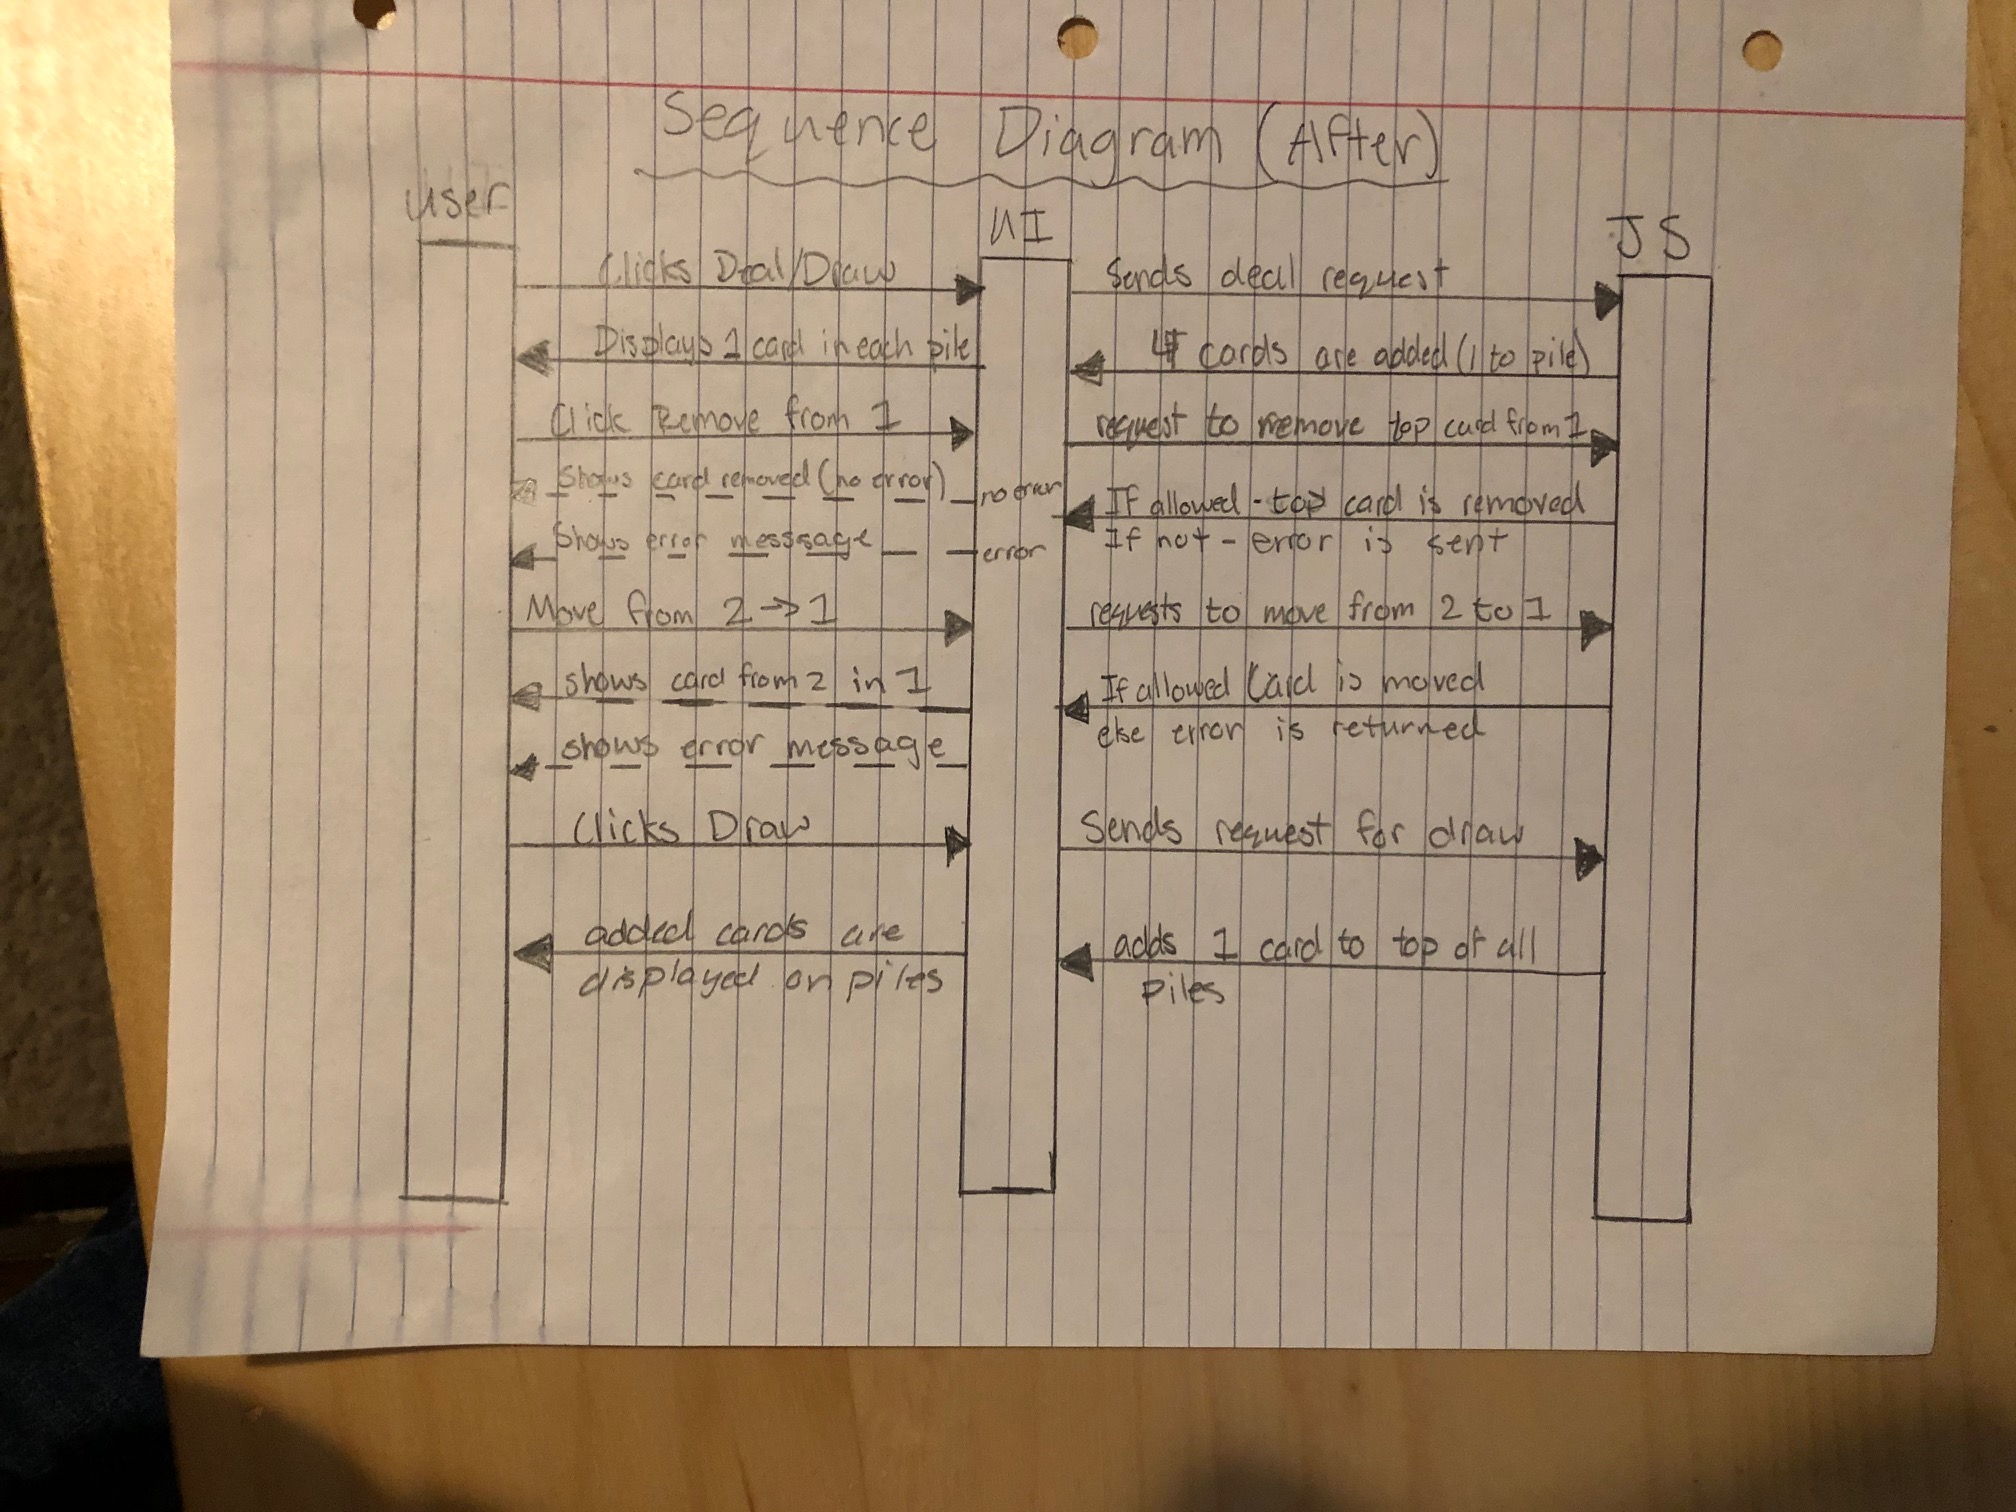 Sequence Diagram (After)
user
UI
JS
Clicks Deal/Draw
Sends deal request
4 cards are added (1 to pile)
Displays 1 card in each pile
Click Remove from 1
request to remove top card from 1
If allowed - top card is removed
If not - error is sent
Shows card removed (no error)
no error
Shows error message
error
Move from 2 → 1
requests to move from 2 to 1
If allowed Card is moved
else error is returned
shows card from 2 in 1
shows error message
Clicks Draw
Sends request for draw
adds 1 card to top of all
piles
added cards are
displayed on piles